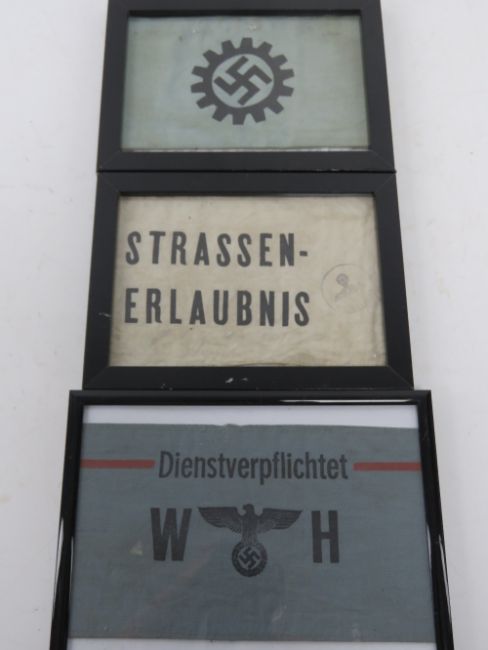 STRASSEN-
ERLAUBNIS
Dienstverpflichtet
W H